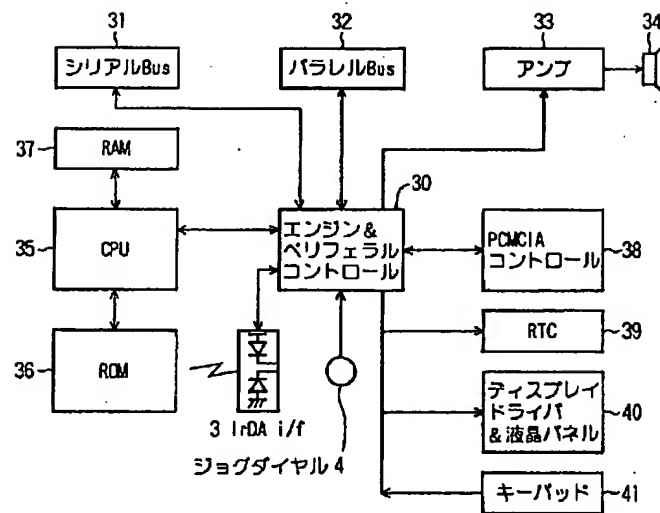 31
32
33
34
シリアルBus
パラレルBus
アンプ
37
RAM
30
35
CPU
エンジン&
ペリフェラル
コントロール
PCMCIA
コントロール
38
36
ROM
RTC
39
3 IrDA i/f
ディスプレイ
ドライバ
&液晶パネル
40
ジョグダイヤル4
キーパッド
41